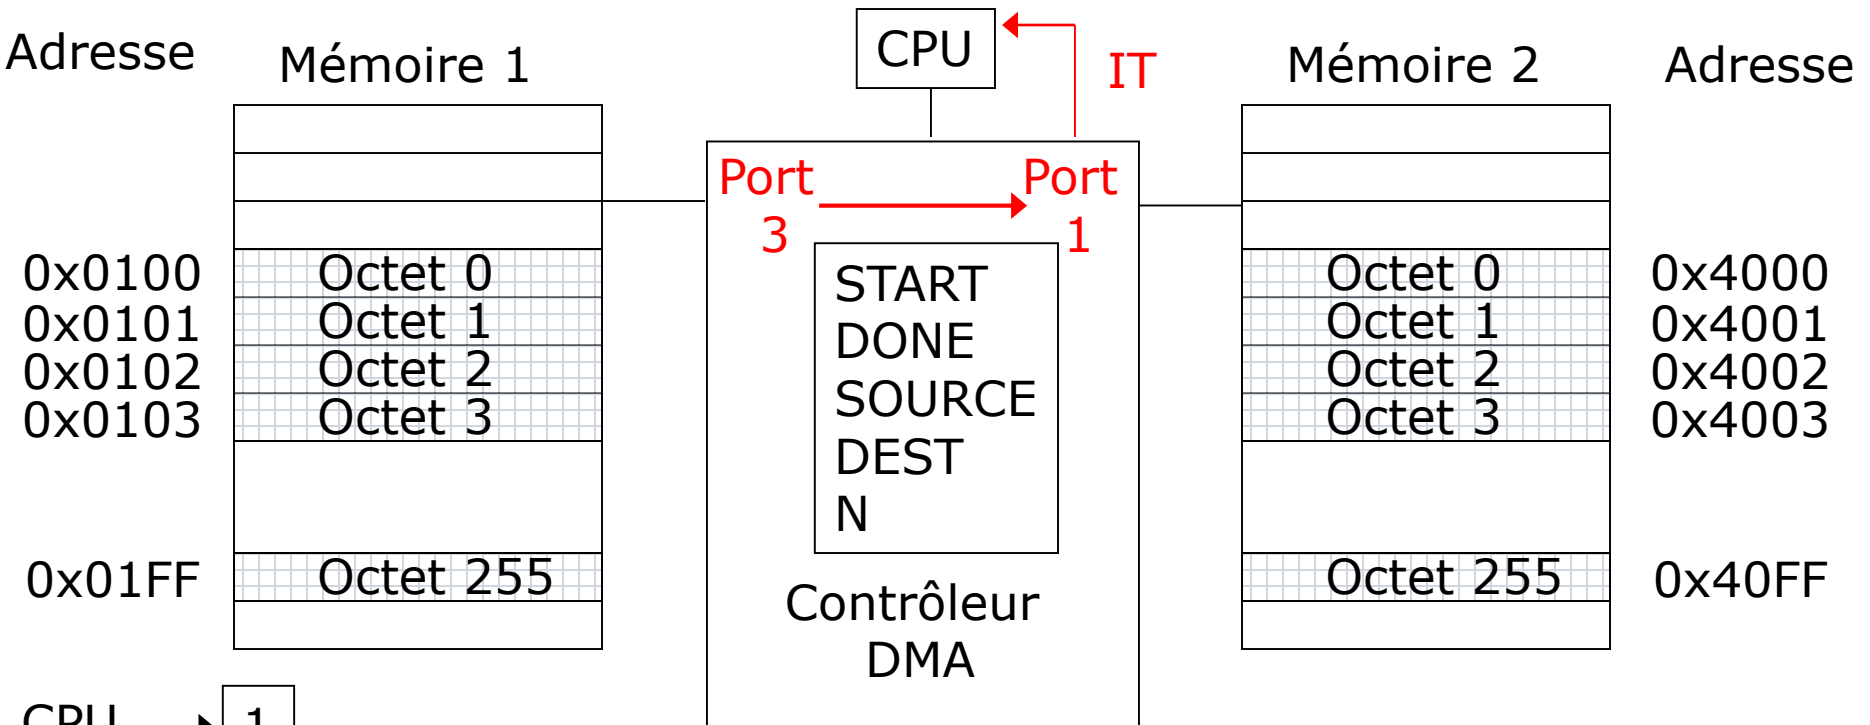 Adresse
Mémoire 1
CPU
IT
Mémoire 2
Adresse
Port
3
Port
1
0x0100
0x0101
0x0102
0x0103
0x01FF
Octet 0
Octet 1
Octet 2
Octet 3
Octet 255
START
DONE
SOURCE
DEST
N
Contrôleur
DMA
Octet 0
Octet 1
Octet 2
Octet 3
Octet 255
0x4000
0x4001
0x4002
0x4003
0x40FF
CPU
1